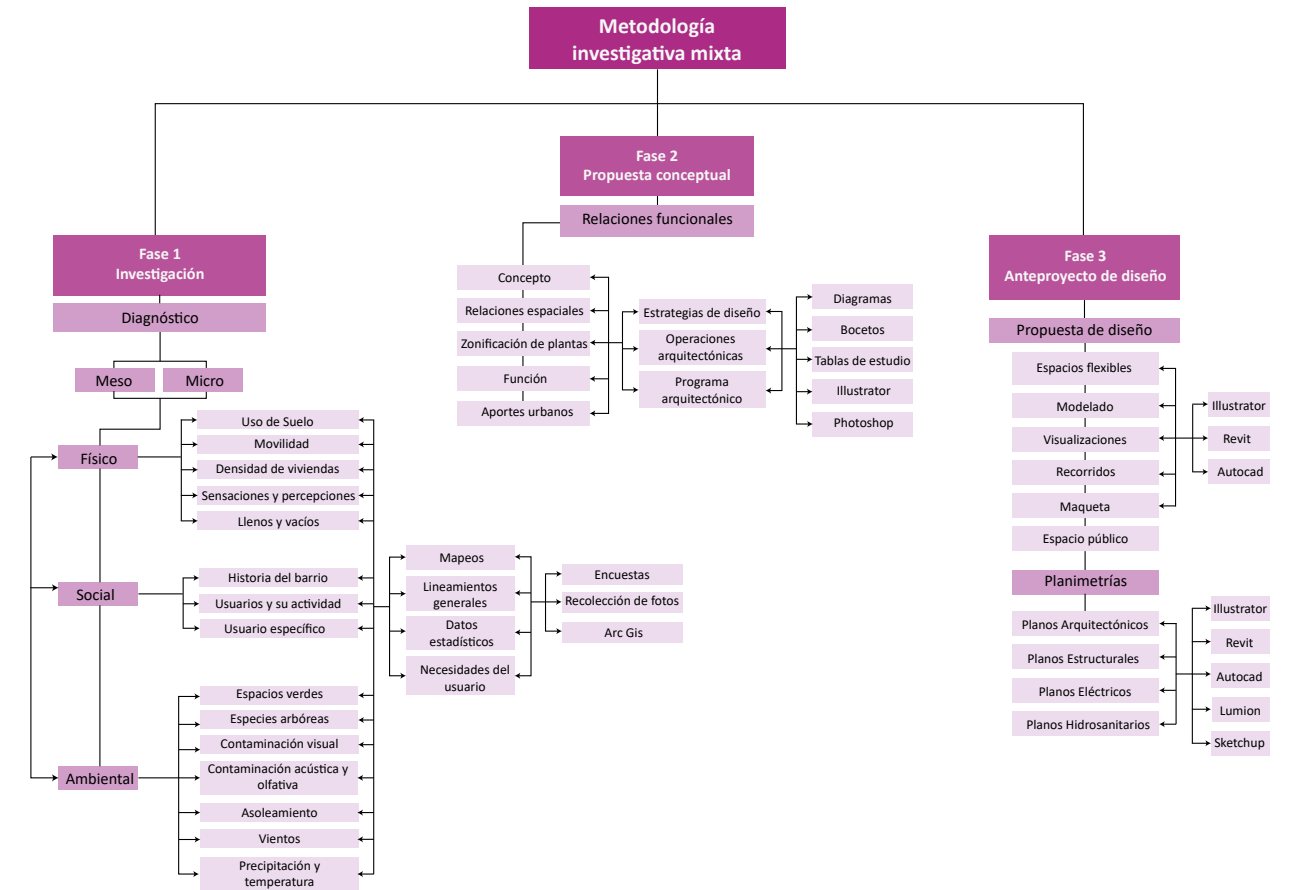 Metodología
investigativa mixta
Fase 1
Investigación
Diagnóstico
Meso
Micro
Físico
Uso de Suelo
Movilidad
Densidad de viviendas
Sensaciones y percepciones
Llenos y vacíos
Social
Historia del barrio
Usuarios y su actividad
Usuario específico
Ambiental
Espacios verdes
Especies arbóreas
Contaminación visual
Contaminación acústica y
olfativa
Asoleamiento
Vientos
Precipitación y
temperatura
Mapeos
Lineamientos
generales
Datos
estadísticos
Necesidades del
usuario
Encuestas
Recolección de fotos
Arc Gis
Fase 2
Propuesta conceptual
Relaciones funcionales
Concepto
Relaciones espaciales
Zonificación de plantas
Función
Aportes urbanos
Estrategias de diseño
Operaciones
arquitectónicas
Programa
arquitectónico
Diagramas
Bocetos
Tablas de estudio
Illustrator
Photoshop
Fase 3
Anteproyecto de diseño
Propuesta de diseño
Espacios flexibles
Modelado
Visualizaciones
Recorridos
Maqueta
Espacio público
Illustrator
Revit
Autocad
Planimetrías
Planos Arquitectónicos
Planos Estructurales
Planos Eléctricos
Planos Hidrosanitarios
Illustrator
Revit
Autocad
Lumion
Sketchup